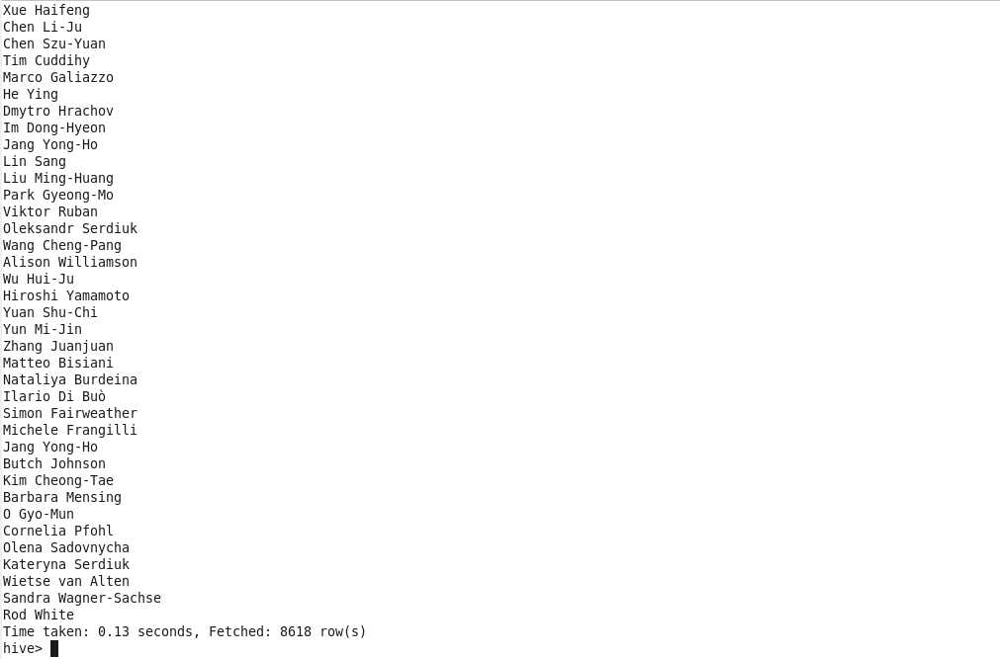 Xue Haifeng
Chen Li-Ju
Chen Szu-Yuan
Tim Cuddihy
Marco Galiazzo
He Ying
Dmytro Hrachov
Im Dong-Hyeon
Jang Yong-Ho
Lin Sang
Liu Ming-Huang
Park Gyeong-Mo
Viktor Ruban
Oleksandr Serdiuk
Wang Cheng-Pang
Alison Williamson
Wu Hui-Ju
Hiroshi Yamamoto
Yuan Shu-Chi
Yun Mi-Jin
Zhang Juanjuan
Matteo Bisiani
Nataliya Burdeina
Ilario Di Buò
Simon Fairweather
Michele Frangilli
Jang Yong-Ho
Butch Johnson
Kim Cheong-Tae
Barbara Mensing
O Gyo-Mun
Cornelia Pfohl
Olena Sadovnycha
Kateryna Serdiuk
Wietse van Alten
Sandra Wagner-Sachse
Rod White
Time taken: 0.13 seconds, Fetched: 8618 row(s)
hive>